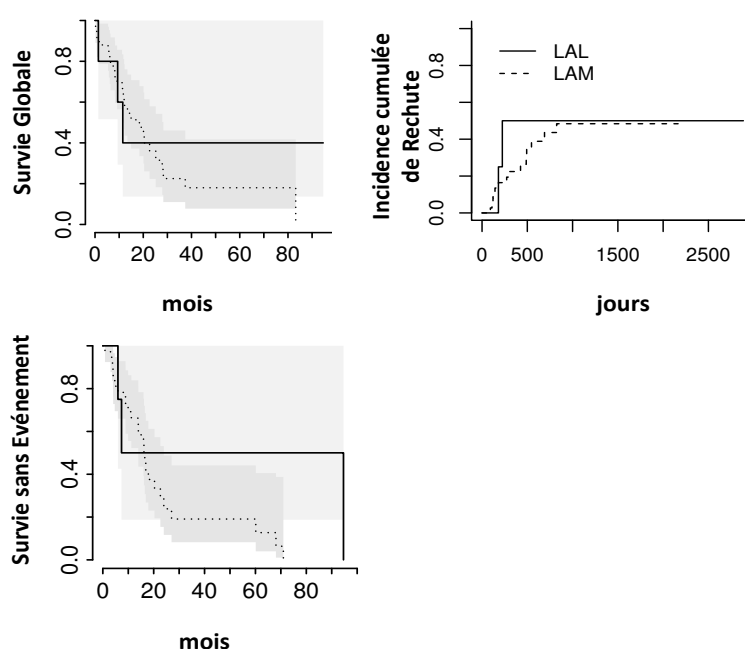 Survie Globale
0.0 0.4 0.8
0 20 40 60 80
mois
Incidence cumulée
de Rechute
0.0 0.4 0.8
LAL
LAM
0 500 1500 2500
jours
Survie sans Evénement
0.0 0.4 0.8
0 20 40 60 80
mois